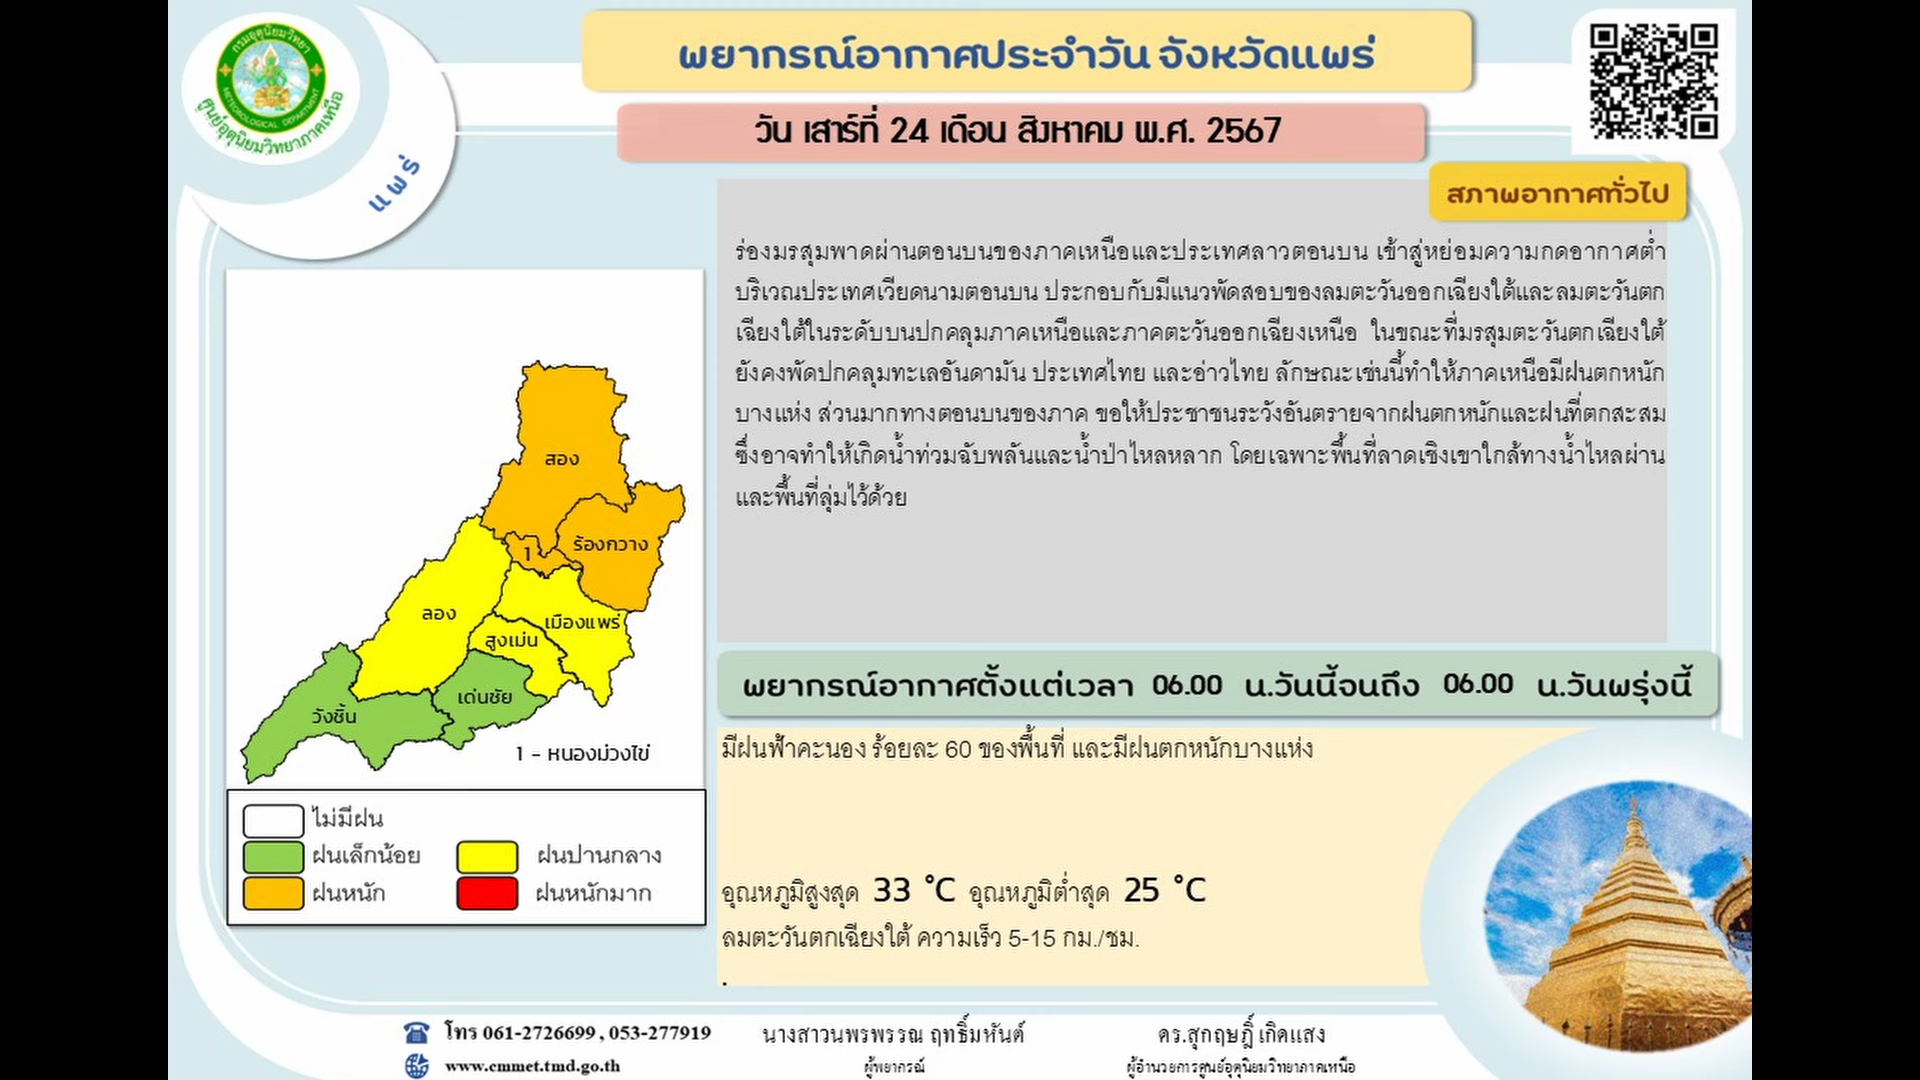 กรมอุตุนิยมวิทยา
METEOROLOGICAL DEPARTMENT
ศูนย์อุตุนิยมวิทยาภาคเหนือ
แพร่
พยากรณ์อากาศประจำวัน จังหวัดแพร่
วัน เสาร์ที่ 24 เดือน สิงหาคม พ.ศ. 2567
สภาพอากาศทั่วไป
ร่องมรสุมพาดผ่านตอนบนของภาคเหนือและประเทศลาวตอนบน เข้าสู่หย่อมความกดอากาศต่ำ
บริเวณประเทศเวียดนามตอนบน ประกอบกับมีแนวพัดสอบของลมตะวันออกเฉียงใต้และลมตะวันตก
เฉียงใต้ในระดับบนปกคลุมภาคเหนือและภาคตะวันออกเฉียงเหนือ ในขณะที่มรสุมตะวันตกเฉียงใต้
ยังคงพัดปกคลุมทะเลอันดามัน ประเทศไทย และอ่าวไทย ลักษณะเช่นนี้ทำให้ภาคเหนือมีฝนตกหนัก
บางแห่ง ส่วนมากทางตอนบนของภาค ขอให้ประชาชนระวังอันตรายจากฝนตกหนักและฝนที่ตกสะสม
ซึ่งอาจทำให้เกิดน้ำท่วมฉับพลันและน้ำป่าไหลหลาก โดยเฉพาะพื้นที่ลาดเชิงเขาใกล้ทางน้ำไหลผ่าน
และพื้นที่ลุ่มไว้ด้วย
สอง
ร้องกวาง
1
ลอง
เมืองแพร่
สูงเม่น
เด่นชัย
วังชิ้น
1 - หนองม่วงไข่
ไม่มีฝน
ฝนเล็กน้อย
ฝนปานกลาง
ฝนหนัก
ฝนหนักมาก
พยากรณ์อากาศตั้งแต่เวลา 06.00 น.วันนี้จนถึง 06.00 น.วันพรุ่งนี้
มีฝนฟ้าคะนอง ร้อยละ 60 ของพื้นที่ และมีฝนตกหนักบางแห่ง
อุณหภูมิสูงสุด 33 °C อุณหภูมิต่ำสุด 25 °C
ลมตะวันตกเฉียงใต้ ความเร็ว 5-15 กม./ชม.
.
โทร 061-2726699 , 053-277919
www.cmmet.tmd.go.th
นางสาวนพรพรรณ ฤทธิ์มหันต์
ผู้พยากรณ์
ดร.สุกฤษฎิ์ เกิดแสง
ผู้อำนวยการศูนย์อุตุนิยมวิทยาภาคเหนือ